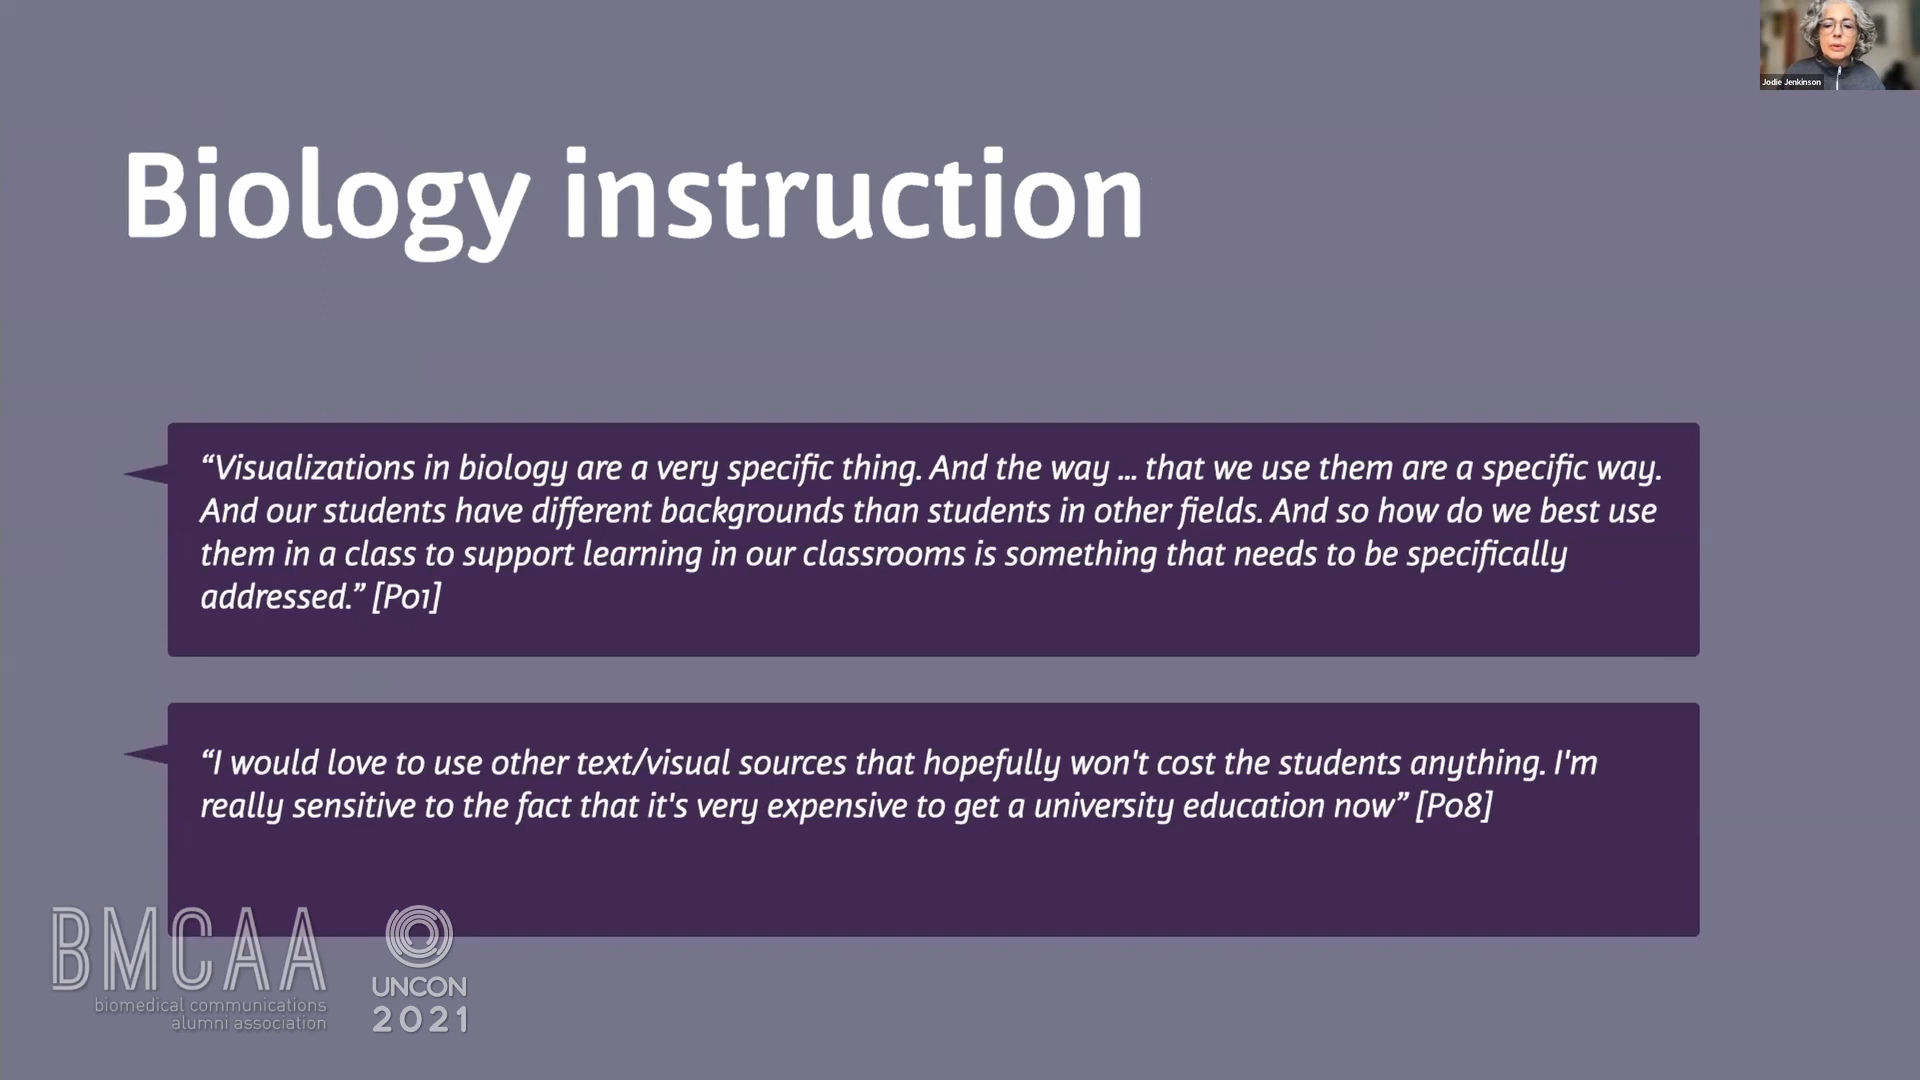 Jodie Jenkinson
Biology instruction
“Visualizations in biology are a very specific thing. And the way ... that we use them are a specific way.
And our students have different backgrounds than students in other fields. And so how do we best use
them in a class to support learning in our classrooms is something that needs to be specifically
addressed.” [P01]
“I would love to use other text/visual sources that hopefully won't cost the students anything. I'm
really sensitive to the fact that it's very expensive to get a university education now” [P08]
BMCAA
biomedical communications
alumni association
UNCON
2021